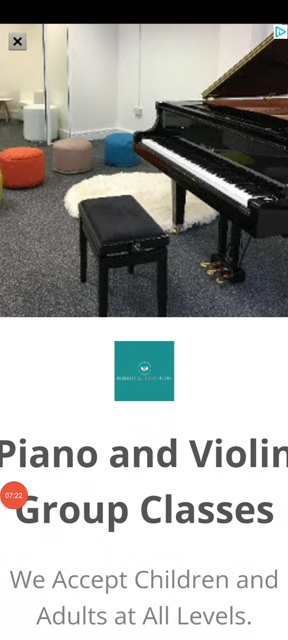 Piano and Violin
07:22
Group Classes
We Accept Children and
Adults at All Levels.